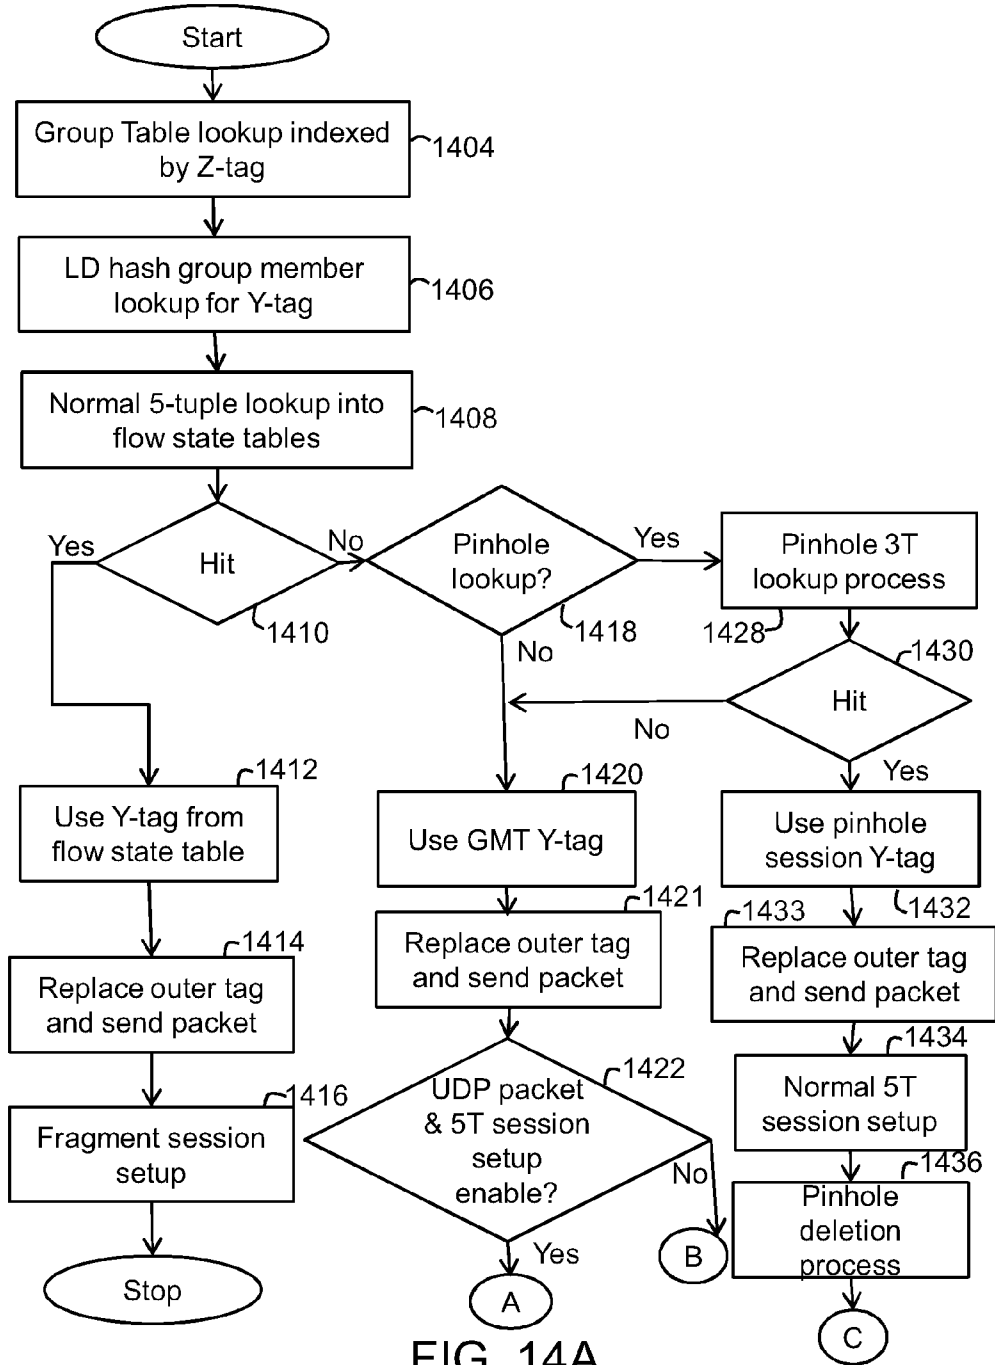 Start
Group Table lookup indexed
by Z-tag
1404
LD hash group member
lookup for Y-tag
1406
Normal 5-tuple lookup into
flow state tables
1408
Yes
Hit
No
1410
Pinhole
lookup?
Yes
1418
No
Pinhole 3T
lookup process
1428
1430
Hit
No
Yes
1412
Use Y-tag from
flow state table
1420
Use GMT Y-tag
Use pinhole
session Y-tag
1432
1414
Replace outer tag
and send packet
1421
Replace outer tag
and send packet
1433
Replace outer tag
and send packet
1416
Fragment session
setup
1422
UDP packet
& 5T session
setup
enable?
No
Yes
1434
Normal 5T
session setup
1436
Pinhole
deletion
process
Stop
A
B
C
FIG. 14A